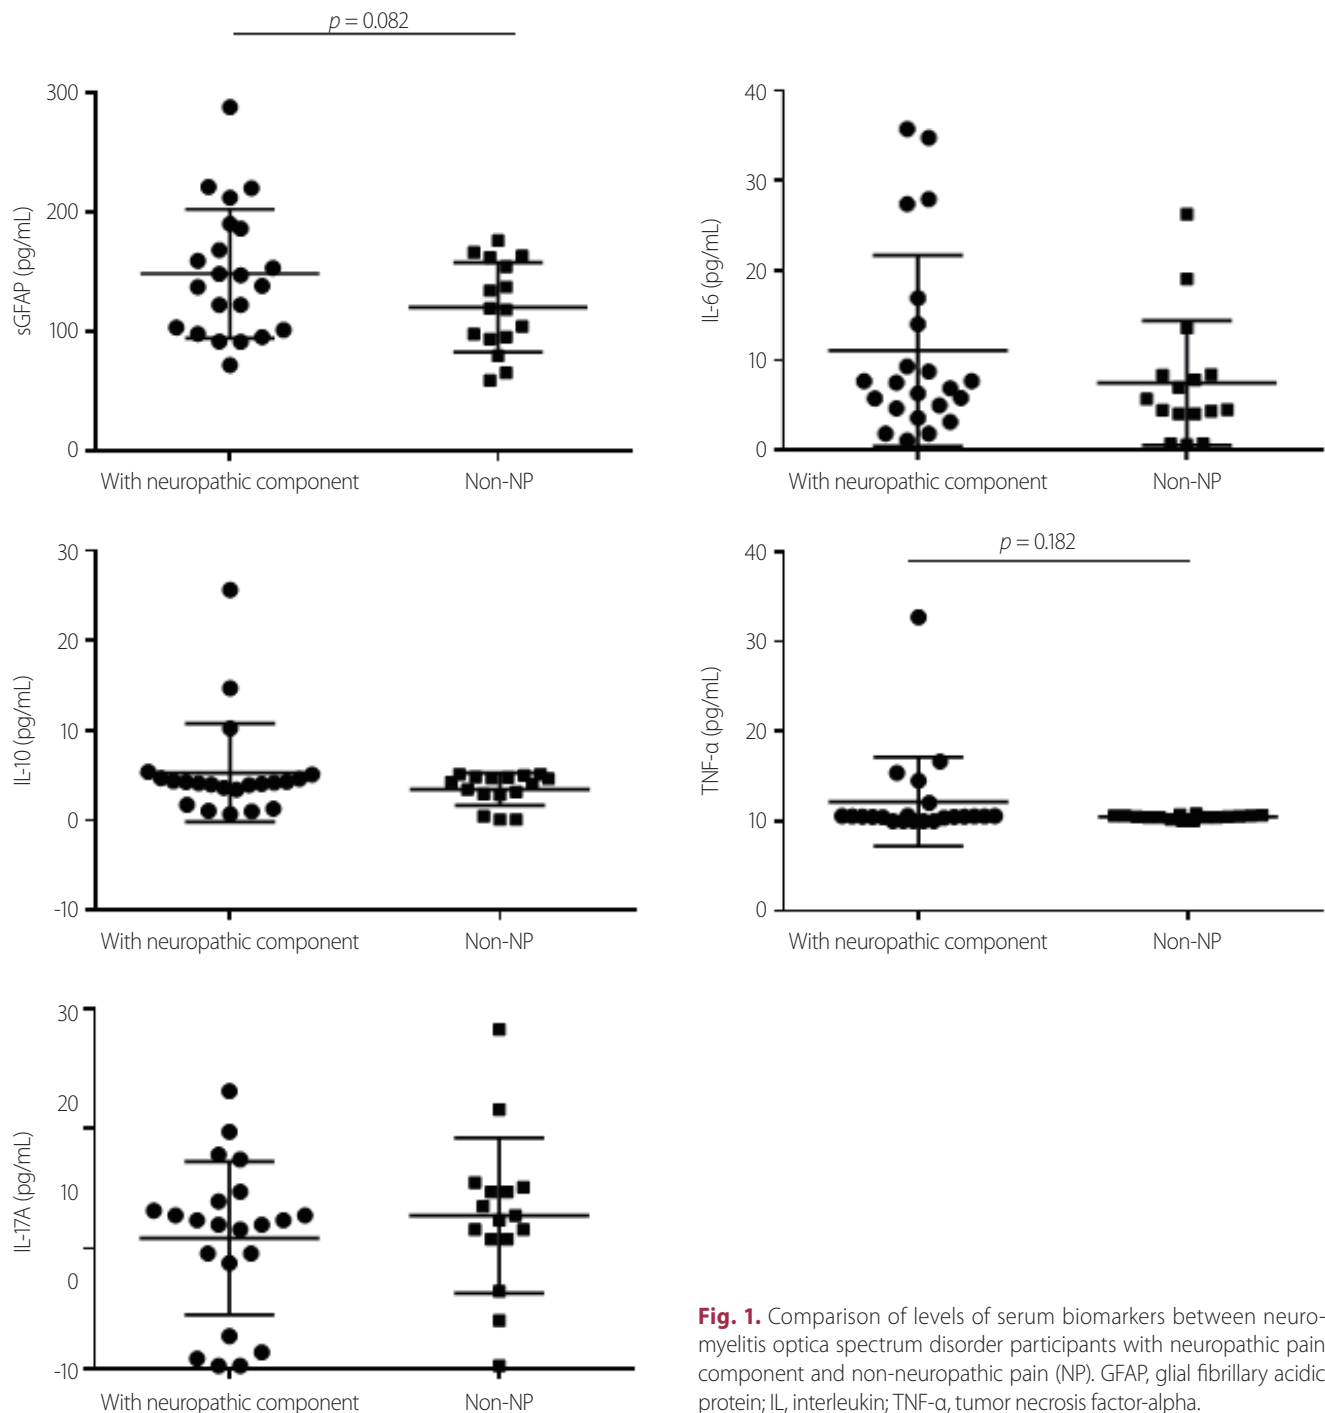 p = 0.082
300
200
100
0
sGFAP (pg/mL)
With neuropathic component
Non-NP
40
30
20
10
0
IL-6 (pg/mL)
With neuropathic component
Non-NP
30
20
10
0
-10
IL-10 (pg/mL)
With neuropathic component
Non-NP
p = 0.182
40
30
20
10
0
TNF-α (pg/mL)
With neuropathic component
Non-NP
30
20
10
0
-10
IL-17A (pg/mL)
With neuropathic component
Non-NP
Fig. 1. Comparison of levels of serum biomarkers between neuro-
myelitis optica spectrum disorder participants with neuropathic pain
component and non-neuropathic pain (NP). GFAP, glial fibrillary acidic
protein; IL, interleukin; TNF-α, tumor necrosis factor-alpha.